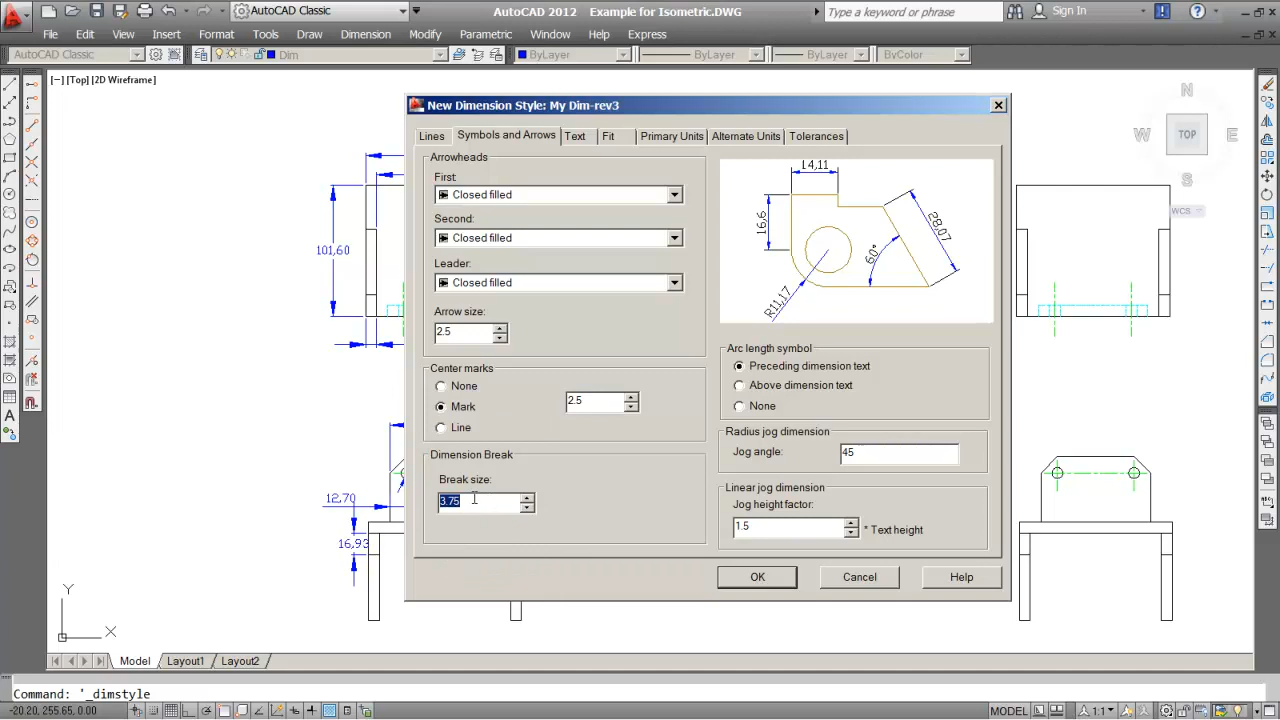 AutoCAD Classic
AutoCAD 2012 Example for Isometric.DWG
Type a keyword or phrase
Sign In
File Edit View Insert Format Tools Draw Dimension Modify Parametric Window Help Express
AutoCAD Classic
Dim
ByLayer
ByLayer
ByLayer
ByColor
[−] [Top] [2D Wireframe]
New Dimension Style: My Dim-rev3
Lines Symbols and Arrows Text Fit Primary Units Alternate Units Tolerances
Arrowheads
First:
Closed filled
Second:
Closed filled
Leader:
Closed filled
Arrow size:
2.5
Center marks
None
Mark
2.5
Line
Dimension Break
Break size:
3.75
14,11
16,6
28,07
60°
R11,17
Arc length symbol
Preceding dimension text
Above dimension text
None
Radius jog dimension
Jog angle:
45
Linear jog dimension
Jog height factor:
1.5
* Text height
OK Cancel Help
N
W TOP E
S
WCS
101,60
12,70
16,93
Y
X
Model Layout1 Layout2
Command: '_dimstyle
-20.20, 255.65, 0.00
MODEL
1:1